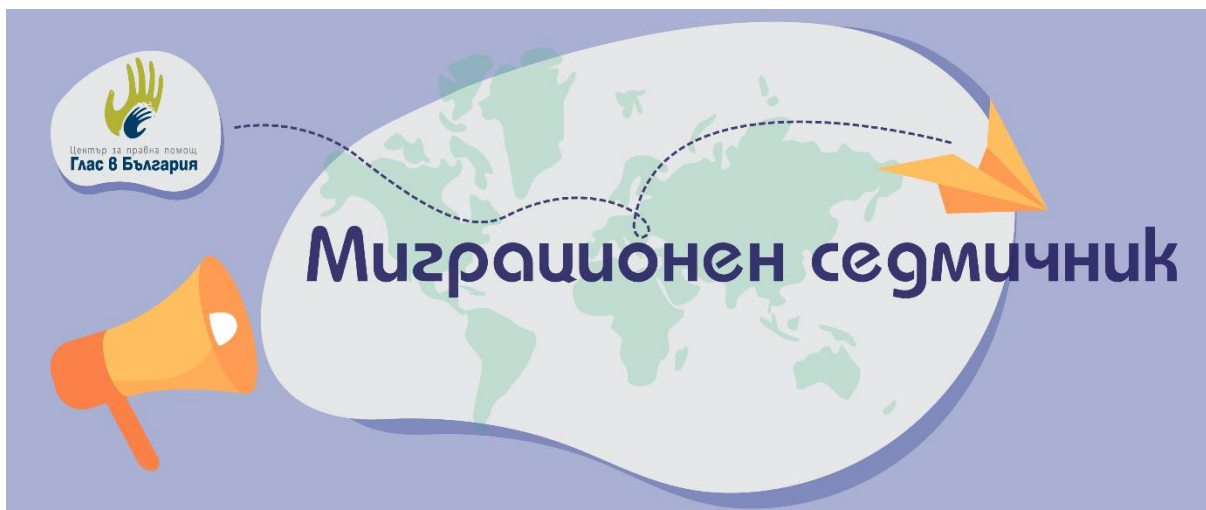 Център за правна помощ
Глас в България
Миграционен седмичник